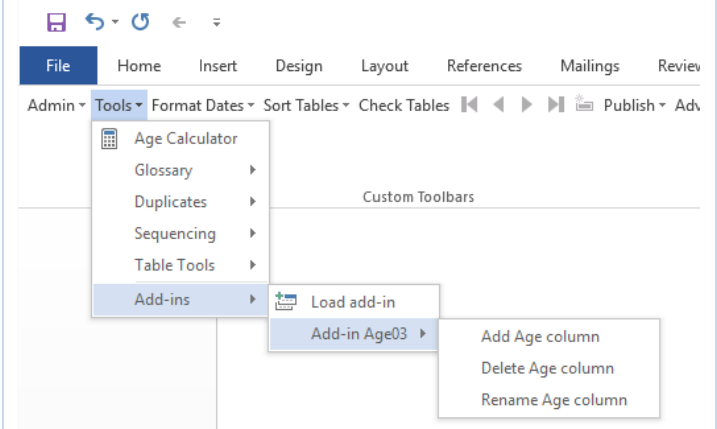 File Home Insert Design Layout References Mailings Review
Admin Tools Format Dates Sort Tables Check Tables Publish Adv
Age Calculator
Glossary
Duplicates
Custom Toolbars
Sequencing
Table Tools
Add-ins
Load add-in
Add-in Age03
Add Age column
Delete Age column
Rename Age column